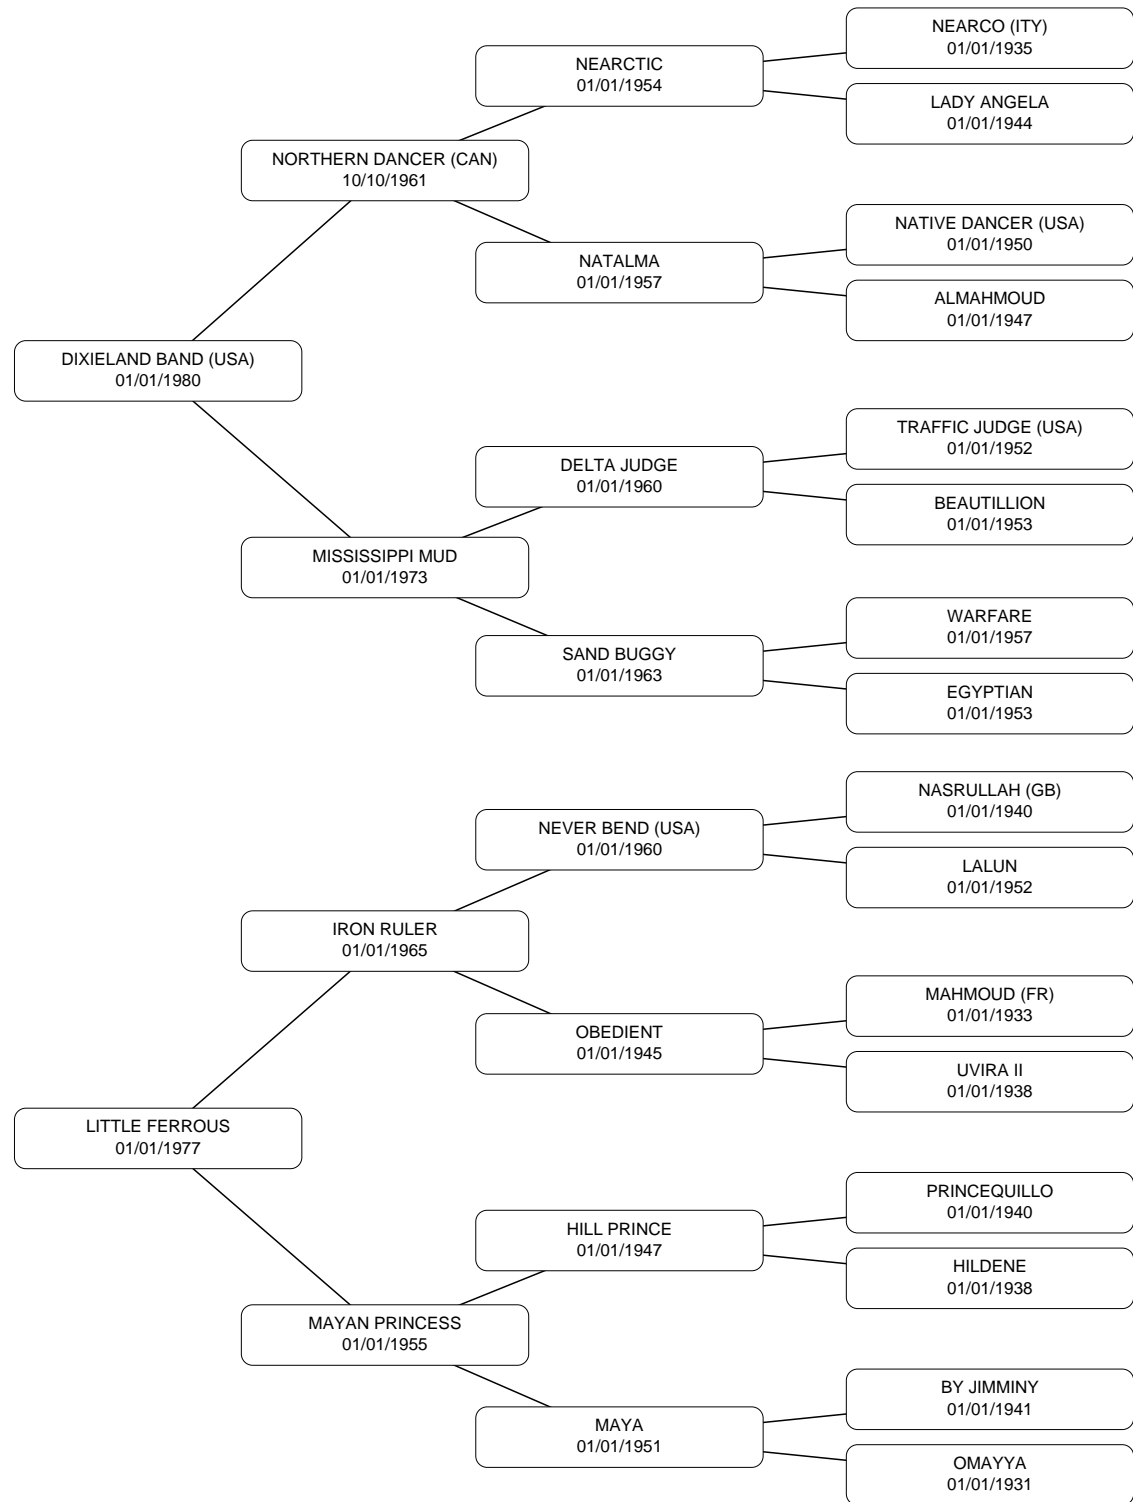 NEARCO (ITY)
01/01/1935
NEARCTIC
01/01/1954
LADY ANGELA
01/01/1944
NORTHERN DANCER (CAN)
10/10/1961
NATIVE DANCER (USA)
01/01/1950
NATALMA
01/01/1957
ALMAHMOUD
01/01/1947
DIXIELAND BAND (USA)
01/01/1980
TRAFFIC JUDGE (USA)
01/01/1952
DELTA JUDGE
01/01/1960
BEAUTILLION
01/01/1953
MISSISSIPPI MUD
01/01/1973
WARFARE
01/01/1957
SAND BUGGY
01/01/1963
EGYPTIAN
01/01/1953
NASRULLAH (GB)
01/01/1940
NEVER BEND (USA)
01/01/1960
LALUN
01/01/1952
IRON RULER
01/01/1965
MAHMOUD (FR)
01/01/1933
OBEDIENT
01/01/1945
UVIRA II
01/01/1938
LITTLE FERROUS
01/01/1977
PRINCEQUILLO
01/01/1940
HILL PRINCE
01/01/1947
HILDENE
01/01/1938
MAYAN PRINCESS
01/01/1955
BY JIMMINY
01/01/1941
MAYA
01/01/1951
OMAYYA
01/01/1931